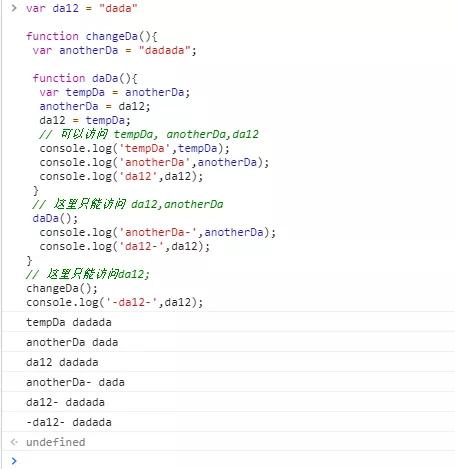 var da12 = "dada"
function changeDa(){
var anotherDa = "dadada";
function daDa(){
var tempDa = anotherDa;
anotherDa = da12;
da12 = tempDa;
// 可以访问 tempDa, anotherDa,da12
console.log('tempDa',tempDa);
console.log('anotherDa',anotherDa);
console.log('da12',da12);
}
// 这里只能访问 da12,anotherDa
daDa();
console.log('anotherDa-',anotherDa);
console.log('da12-',da12);
}
// 这里只能访问da12;
changeDa();
console.log('-da12-',da12);
tempDa dadada
anotherDa dada
da12 dadada
anotherDa- dada
da12- dadada
-da12- dadada
undefined